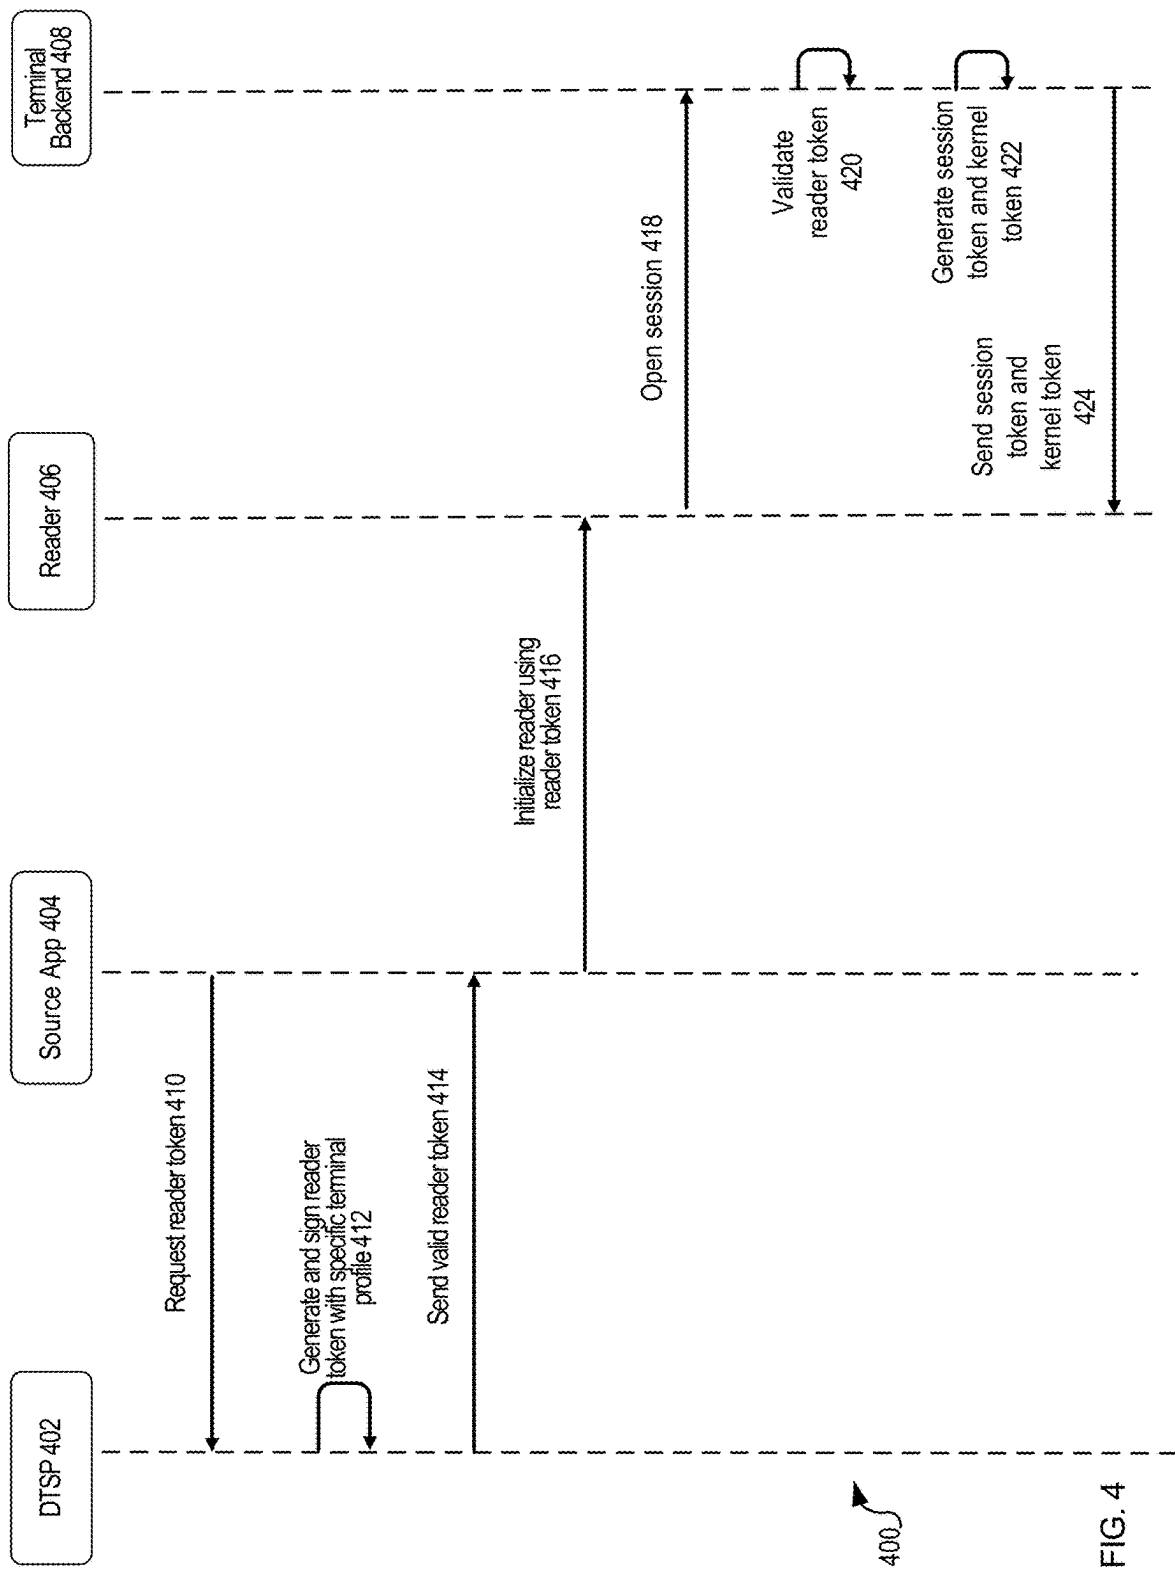 DTSP 402
Source App 404
Reader 406
Terminal
Backend 408
Request reader token 410
Generate and sign reader
token with specific terminal
profile 412
Send valid reader token 414
Initialize reader using
reader token 416
Open session 418
Validate
reader token
420
Generate session
token and kernel
token 422
Send session
token and
kernel token
424
400
FIG. 4